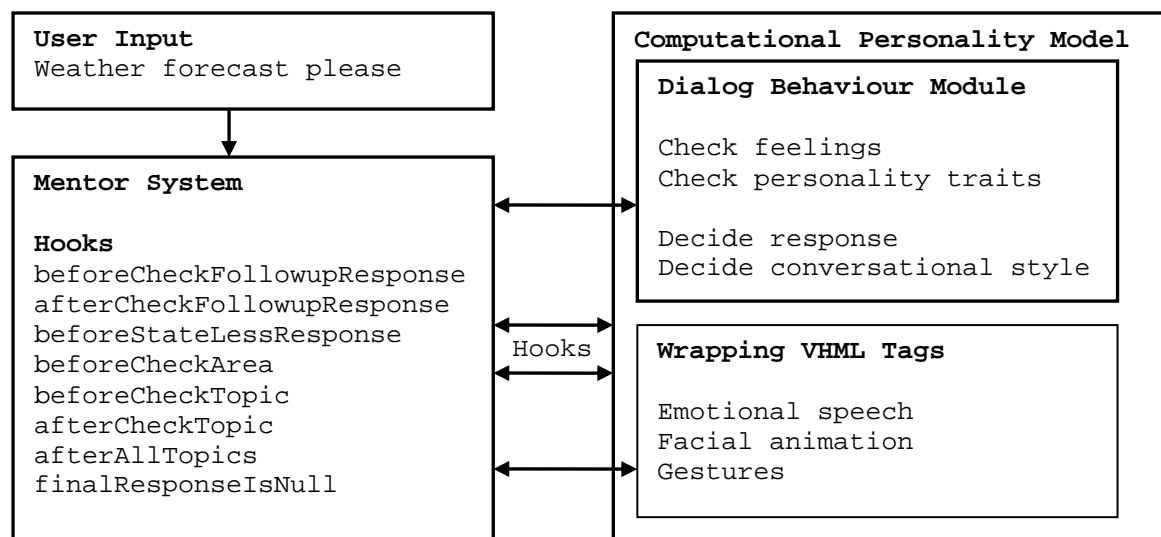 User Input
Weather forecast please
Mentor System
Hooks
beforeCheckFollowupResponse
afterCheckFollowupResponse
beforeStateLessResponse
beforeCheckArea
beforeCheckTopic
afterCheckTopic
afterAllTopics
finalResponseIsNull
Hooks
Computational Personality Model
Dialog Behaviour Module
Check feelings
Check personality traits
Decide response
Decide conversational style
Wrapping VHML Tags
Emotional speech
Facial animation
Gestures